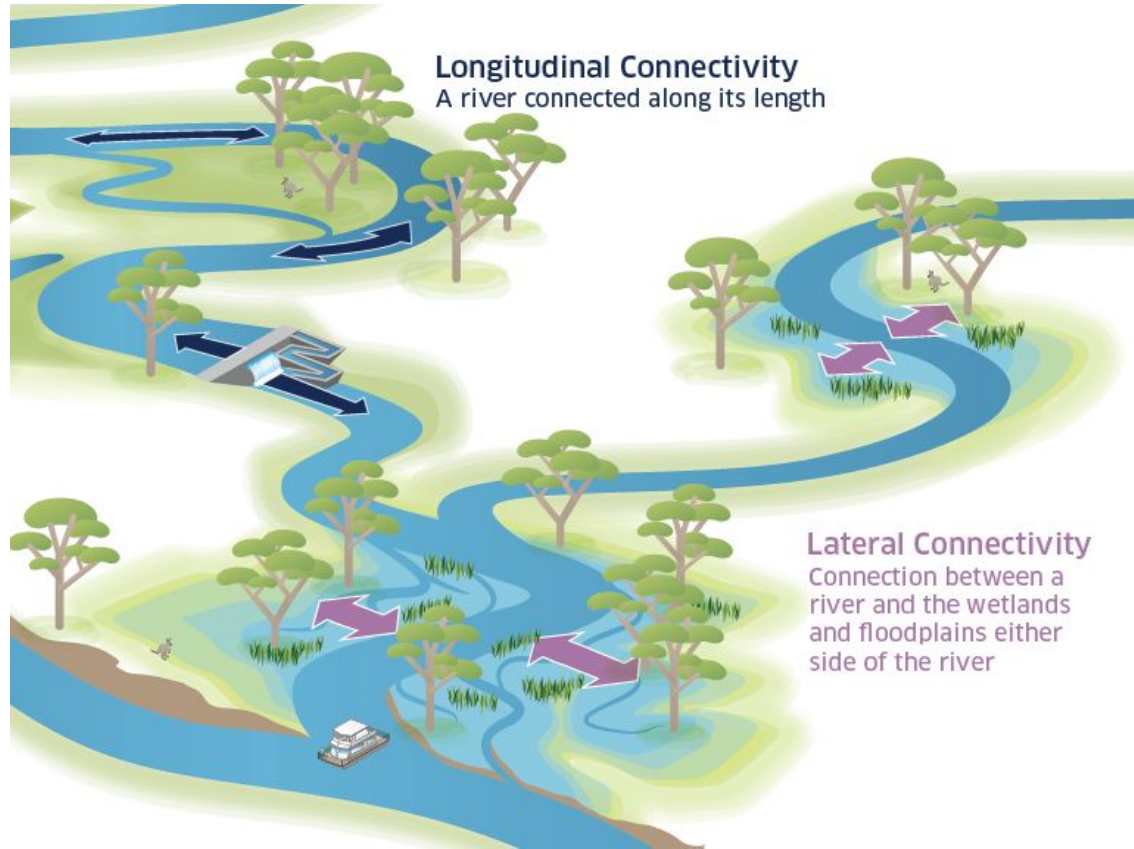 Longitudinal Connectivity
A river connected along its length
Lateral Connectivity
Connection between a
river and the wetlands
and floodplains either
side of the river